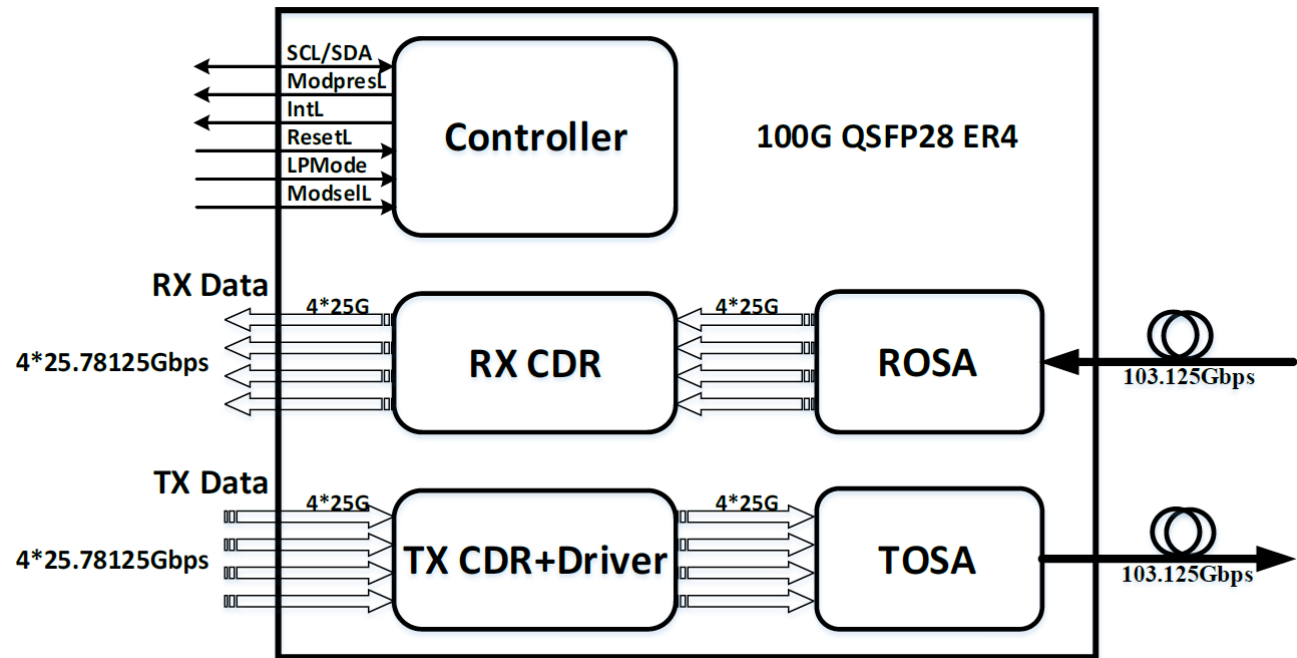 SCL/SDA
ModpresL
IntL
ResetL
LPMode
ModselL
Controller
100G QSFP28 ER4
RX Data
4*25G
4*25G
4*25.78125Gbps
RX CDR
ROSA
103.125Gbps
TX Data
4*25G
4*25G
4*25.78125Gbps
TX CDR+Driver
TOSA
103.125Gbps